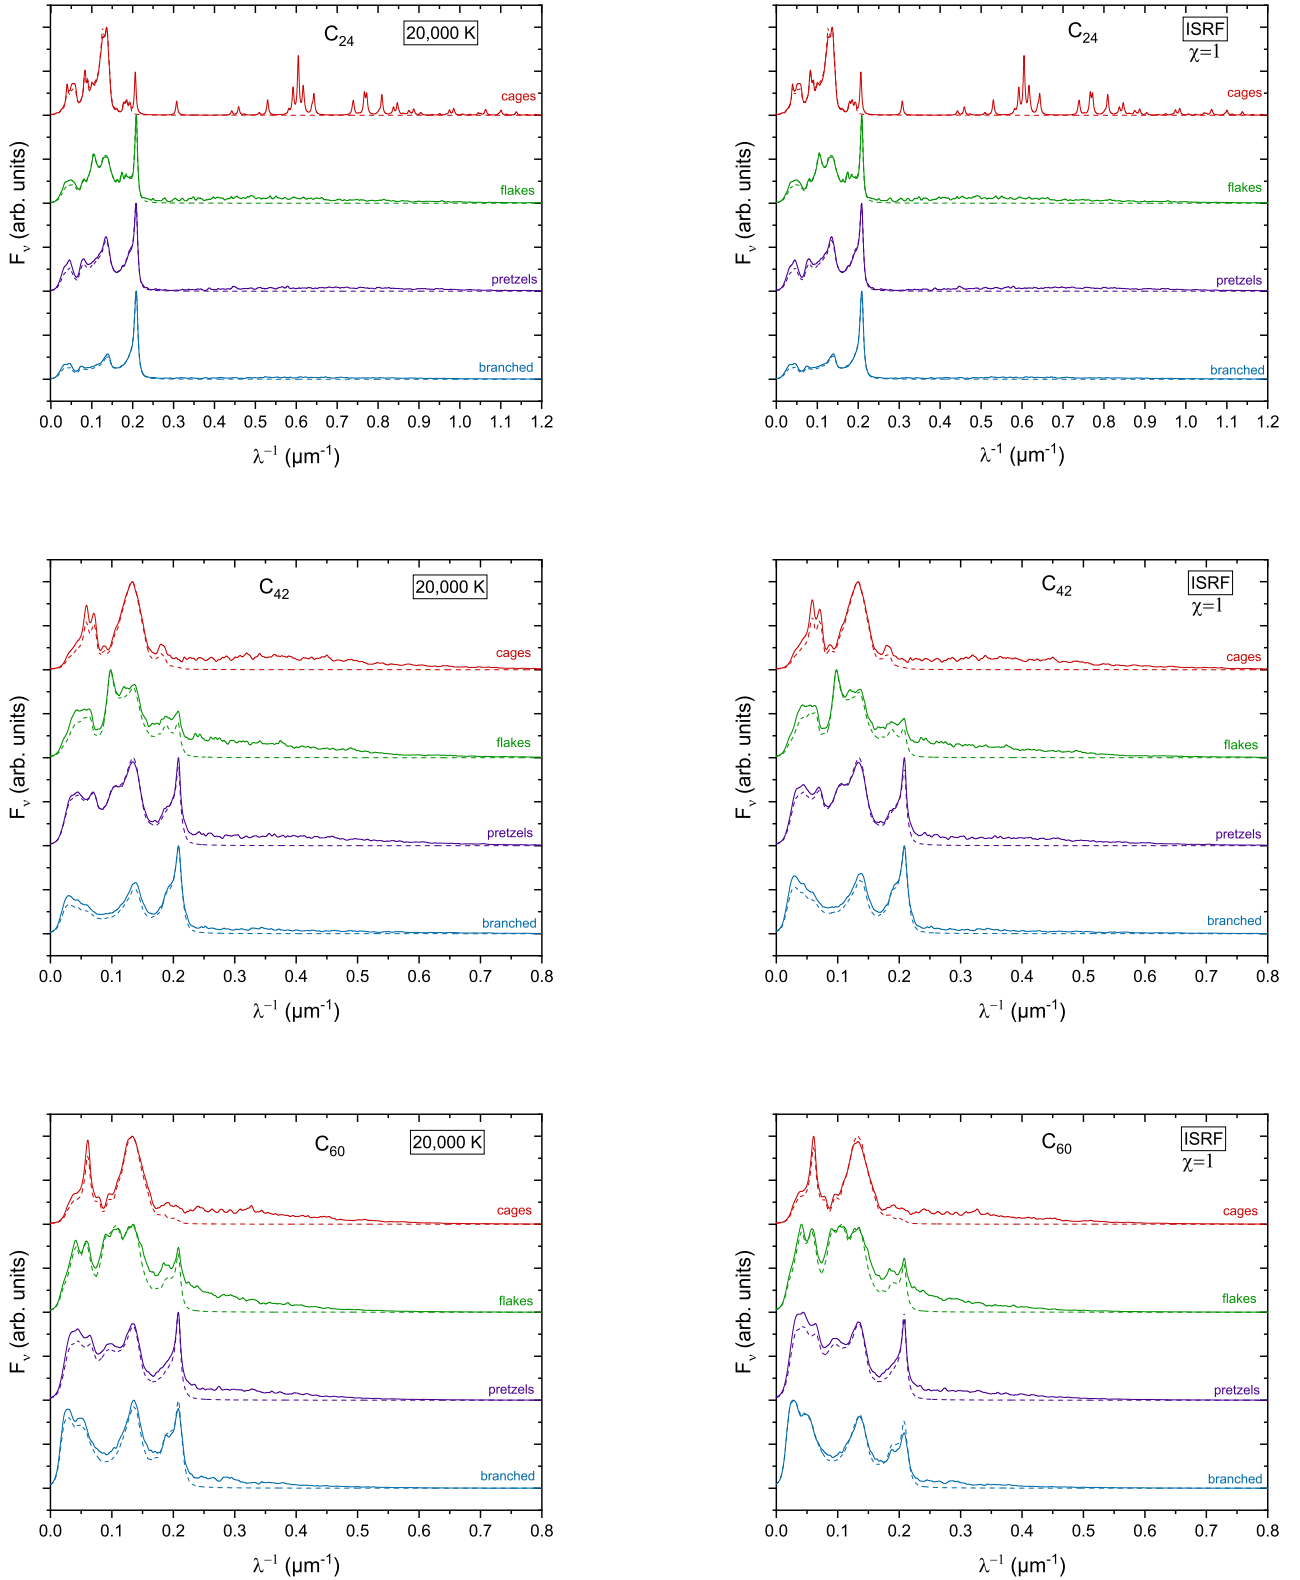 C24 20,000 K
cages
flakes
pretzels
branched
Fν (arb. units)
0.0 0.1 0.2 0.3 0.4 0.5 0.6 0.7 0.8 0.9 1.0 1.1 1.2
λ−1 (µm-1)
C24 ISRF
χ=1
cages
flakes
pretzels
branched
Fν (arb. units)
0.0 0.1 0.2 0.3 0.4 0.5 0.6 0.7 0.8 0.9 1.0 1.1 1.2
λ-1 (µm-1)
C42 20,000 K
cages
flakes
pretzels
branched
Fν (arb. units)
0.0 0.1 0.2 0.3 0.4 0.5 0.6 0.7 0.8
λ−1 (µm-1)
C42 ISRF
χ=1
cages
flakes
pretzels
branched
Fν (arb. units)
0.0 0.1 0.2 0.3 0.4 0.5 0.6 0.7 0.8
λ−1 (µm-1)
C60 20,000 K
cages
flakes
pretzels
branched
Fν (arb. units)
0.0 0.1 0.2 0.3 0.4 0.5 0.6 0.7 0.8
λ−1 (µm-1)
C60 ISRF
χ=1
cages
flakes
pretzels
branched
Fν (arb. units)
0.0 0.1 0.2 0.3 0.4 0.5 0.6 0.7 0.8
λ−1 (µm-1)